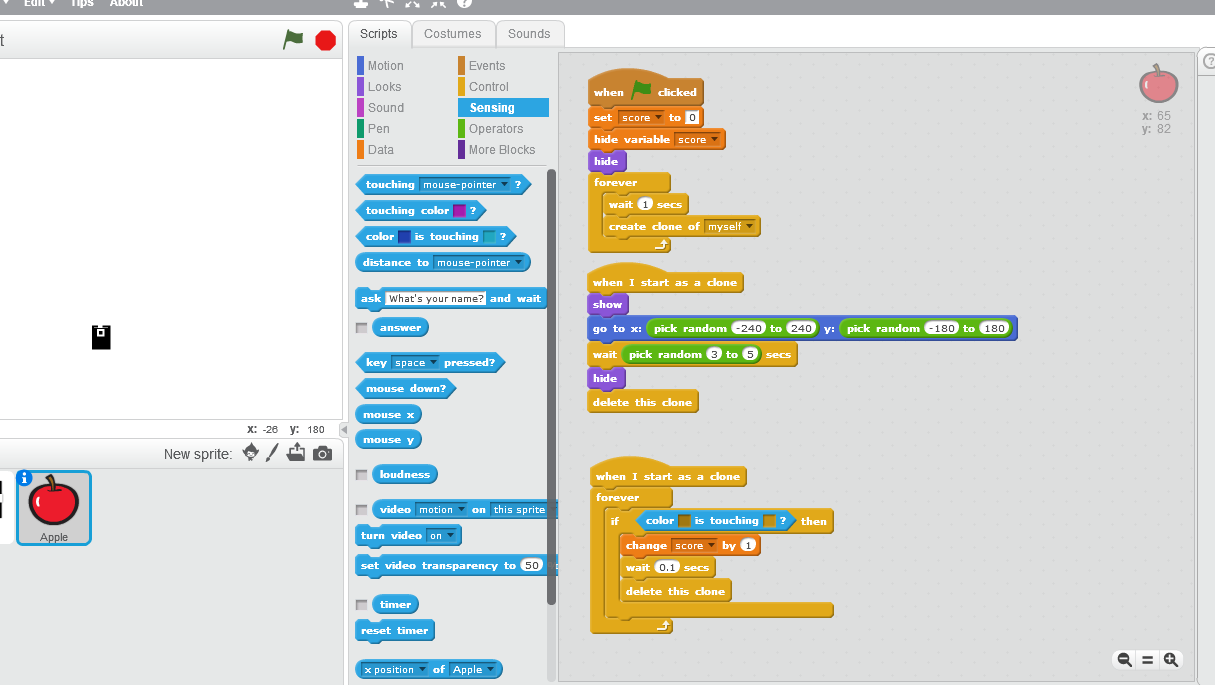 Edit Tips About
t
Scripts Costumes Sounds
Motion Events
Looks Control
Sound Sensing
Pen Operators
Data More Blocks
touching mouse-pointer ?
touching color ?
color is touching ?
distance to mouse-pointer
ask What's your name? and wait
answer
key space pressed?
mouse down?
mouse x
mouse y
loudness
video motion on this sprite
turn video on
set video transparency to 50
timer
reset timer
x position of Apple
x: -26 y: 180
New sprite:
i
Apple
when clicked
set score to 0
hide variable score
hide
forever
wait 1 secs
create clone of myself
when I start as a clone
show
go to x: pick random -240 to 240 y: pick random -180 to 180
wait pick random 3 to 5 secs
hide
delete this clone
when I start as a clone
forever
if color is touching ? then
change score by 1
wait 0.1 secs
delete this clone
x: 65
y: 82
?